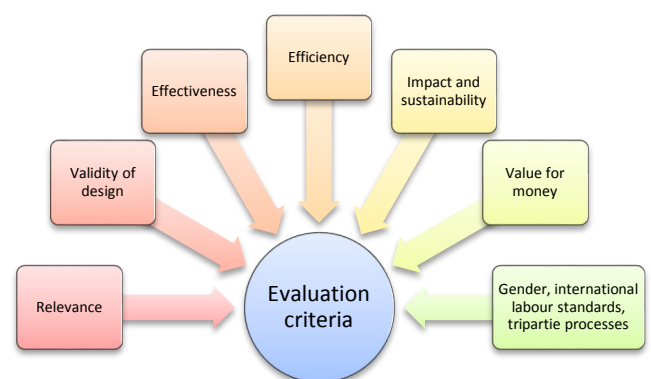 Efficiency
Effectiveness
Impact and
sustainability
Validity of
design
Value for
money
Relevance
Evaluation
criteria
Gender, international
labour standards,
tripartie processes